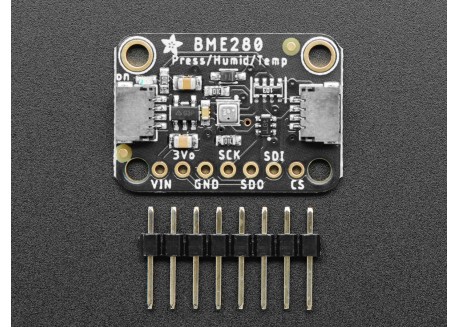 BME280
Press/Humid/Temp
on
3Vo SCK SDI
VIN GND SDO CS